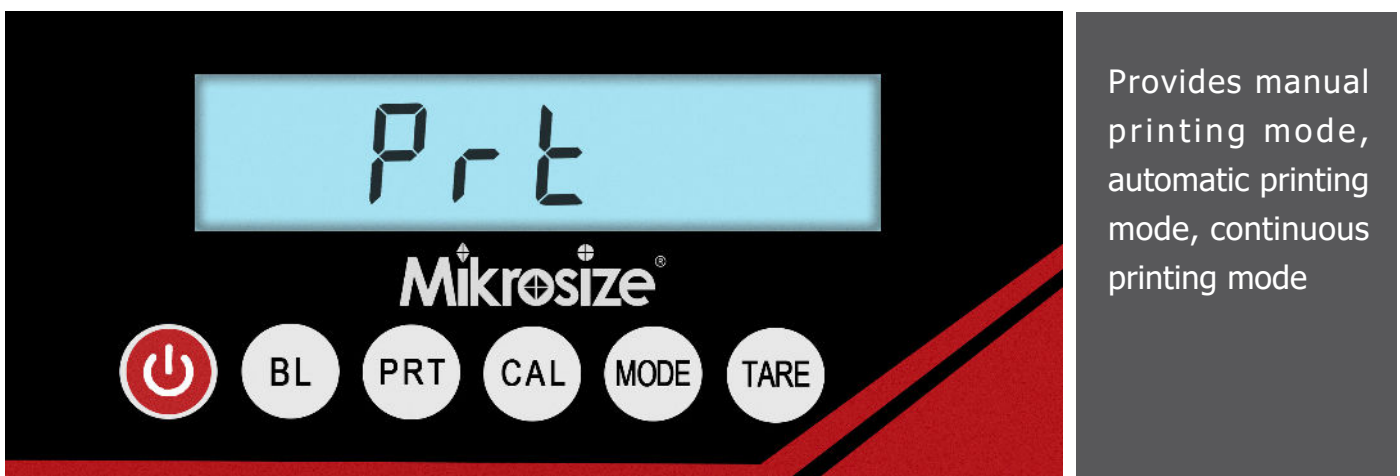 Prt
Mikrosize®
BL PRT CAL MODE TARE
Provides manual
printing mode,
automatic printing
mode, continuous
printing mode